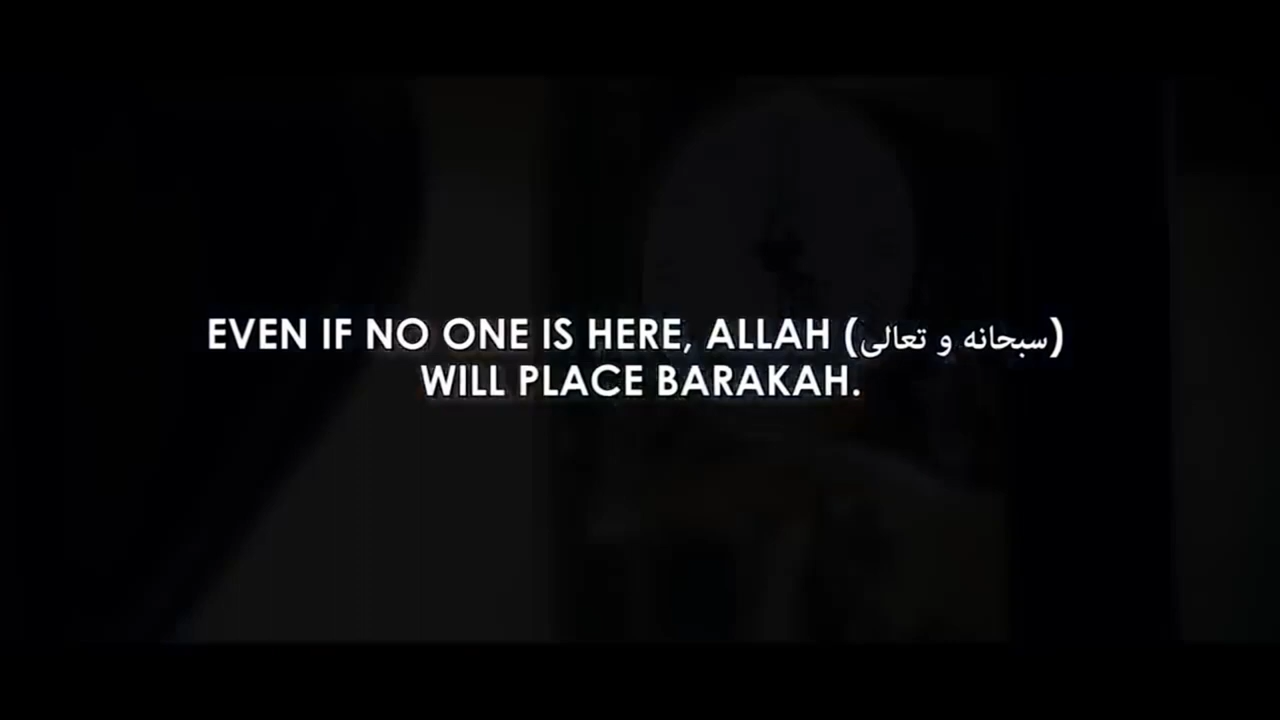 EVEN IF NO ONE IS HERE, ALLAH (سبحانه و تعالى)
WILL PLACE BARAKAH.